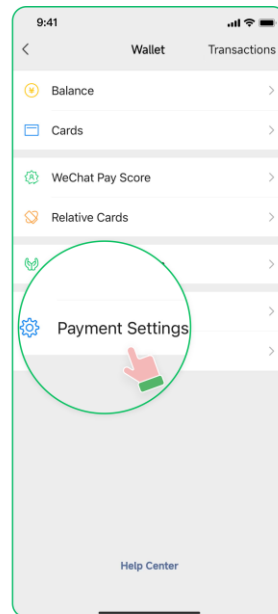 9:41
Wallet
Transactions
Balance
Cards
WeChat Pay Score
Relative Cards
Payment Settings
Help Center